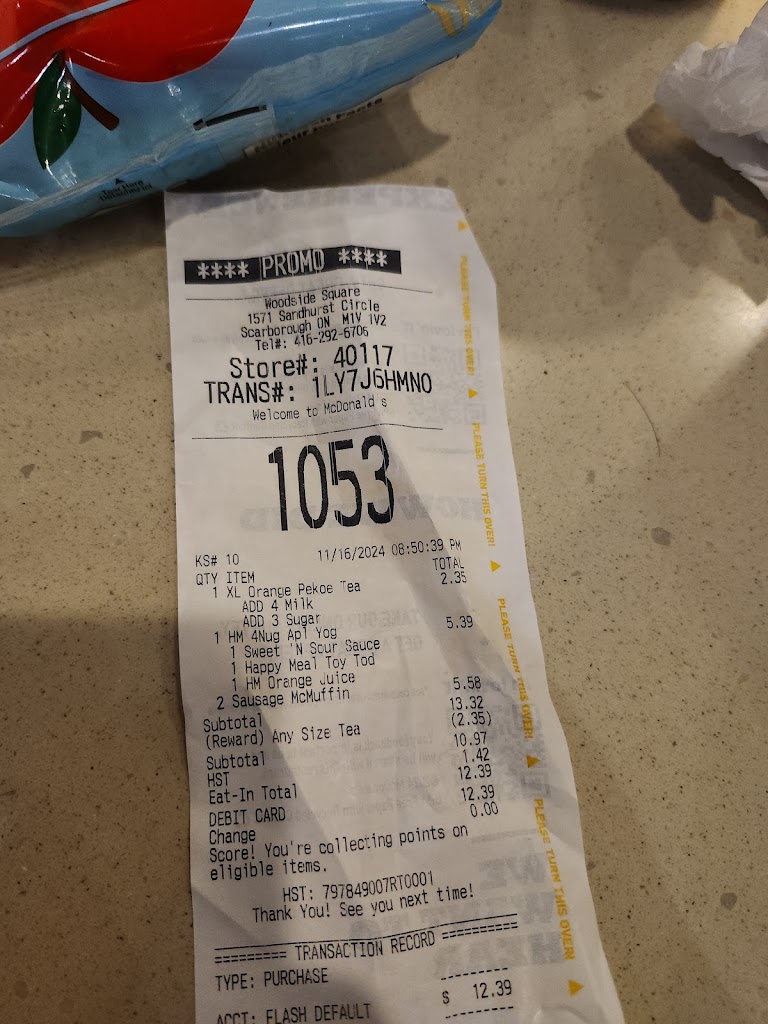 **** PROMO ****
Woodside Square
1571 Sandhurst Circle
Scarborough ON M1V 1V2
Tel#: 416-292-6706
Store#: 40117
TRANS#: 1LY7J6HMNO
Welcome to McDonald s
1053
KS# 10 11/16/2024 08:50:39 PM
QTY ITEM TOTAL
1 XL Orange Pekoe Tea 2.35
ADD 4 Milk
ADD 3 Sugar
1 HM 4Nug Apl Yog 5.39
1 Sweet 'N Sour Sauce
1 Happy Meal Toy Tod
1 HM Orange Juice
2 Sausage McMuffin 5.58
Subtotal 13.32
(Reward) Any Size Tea (2.35)
Subtotal 10.97
HST 1.42
Eat-In Total 12.39
DEBIT CARD 12.39
Change 0.00
Score! You're collecting points on
eligible items.
HST: 797849007RT0001
Thank You! See you next time!
========= TRANSACTION RECORD ==========
TYPE: PURCHASE
ACCT: FLASH DEFAULT $ 12.39
PLEASE TURN THIS OVER!
PLEASE TURN THIS OVER!
PLEASE TURN THIS OVER!
PLEASE TURN THIS OVER!